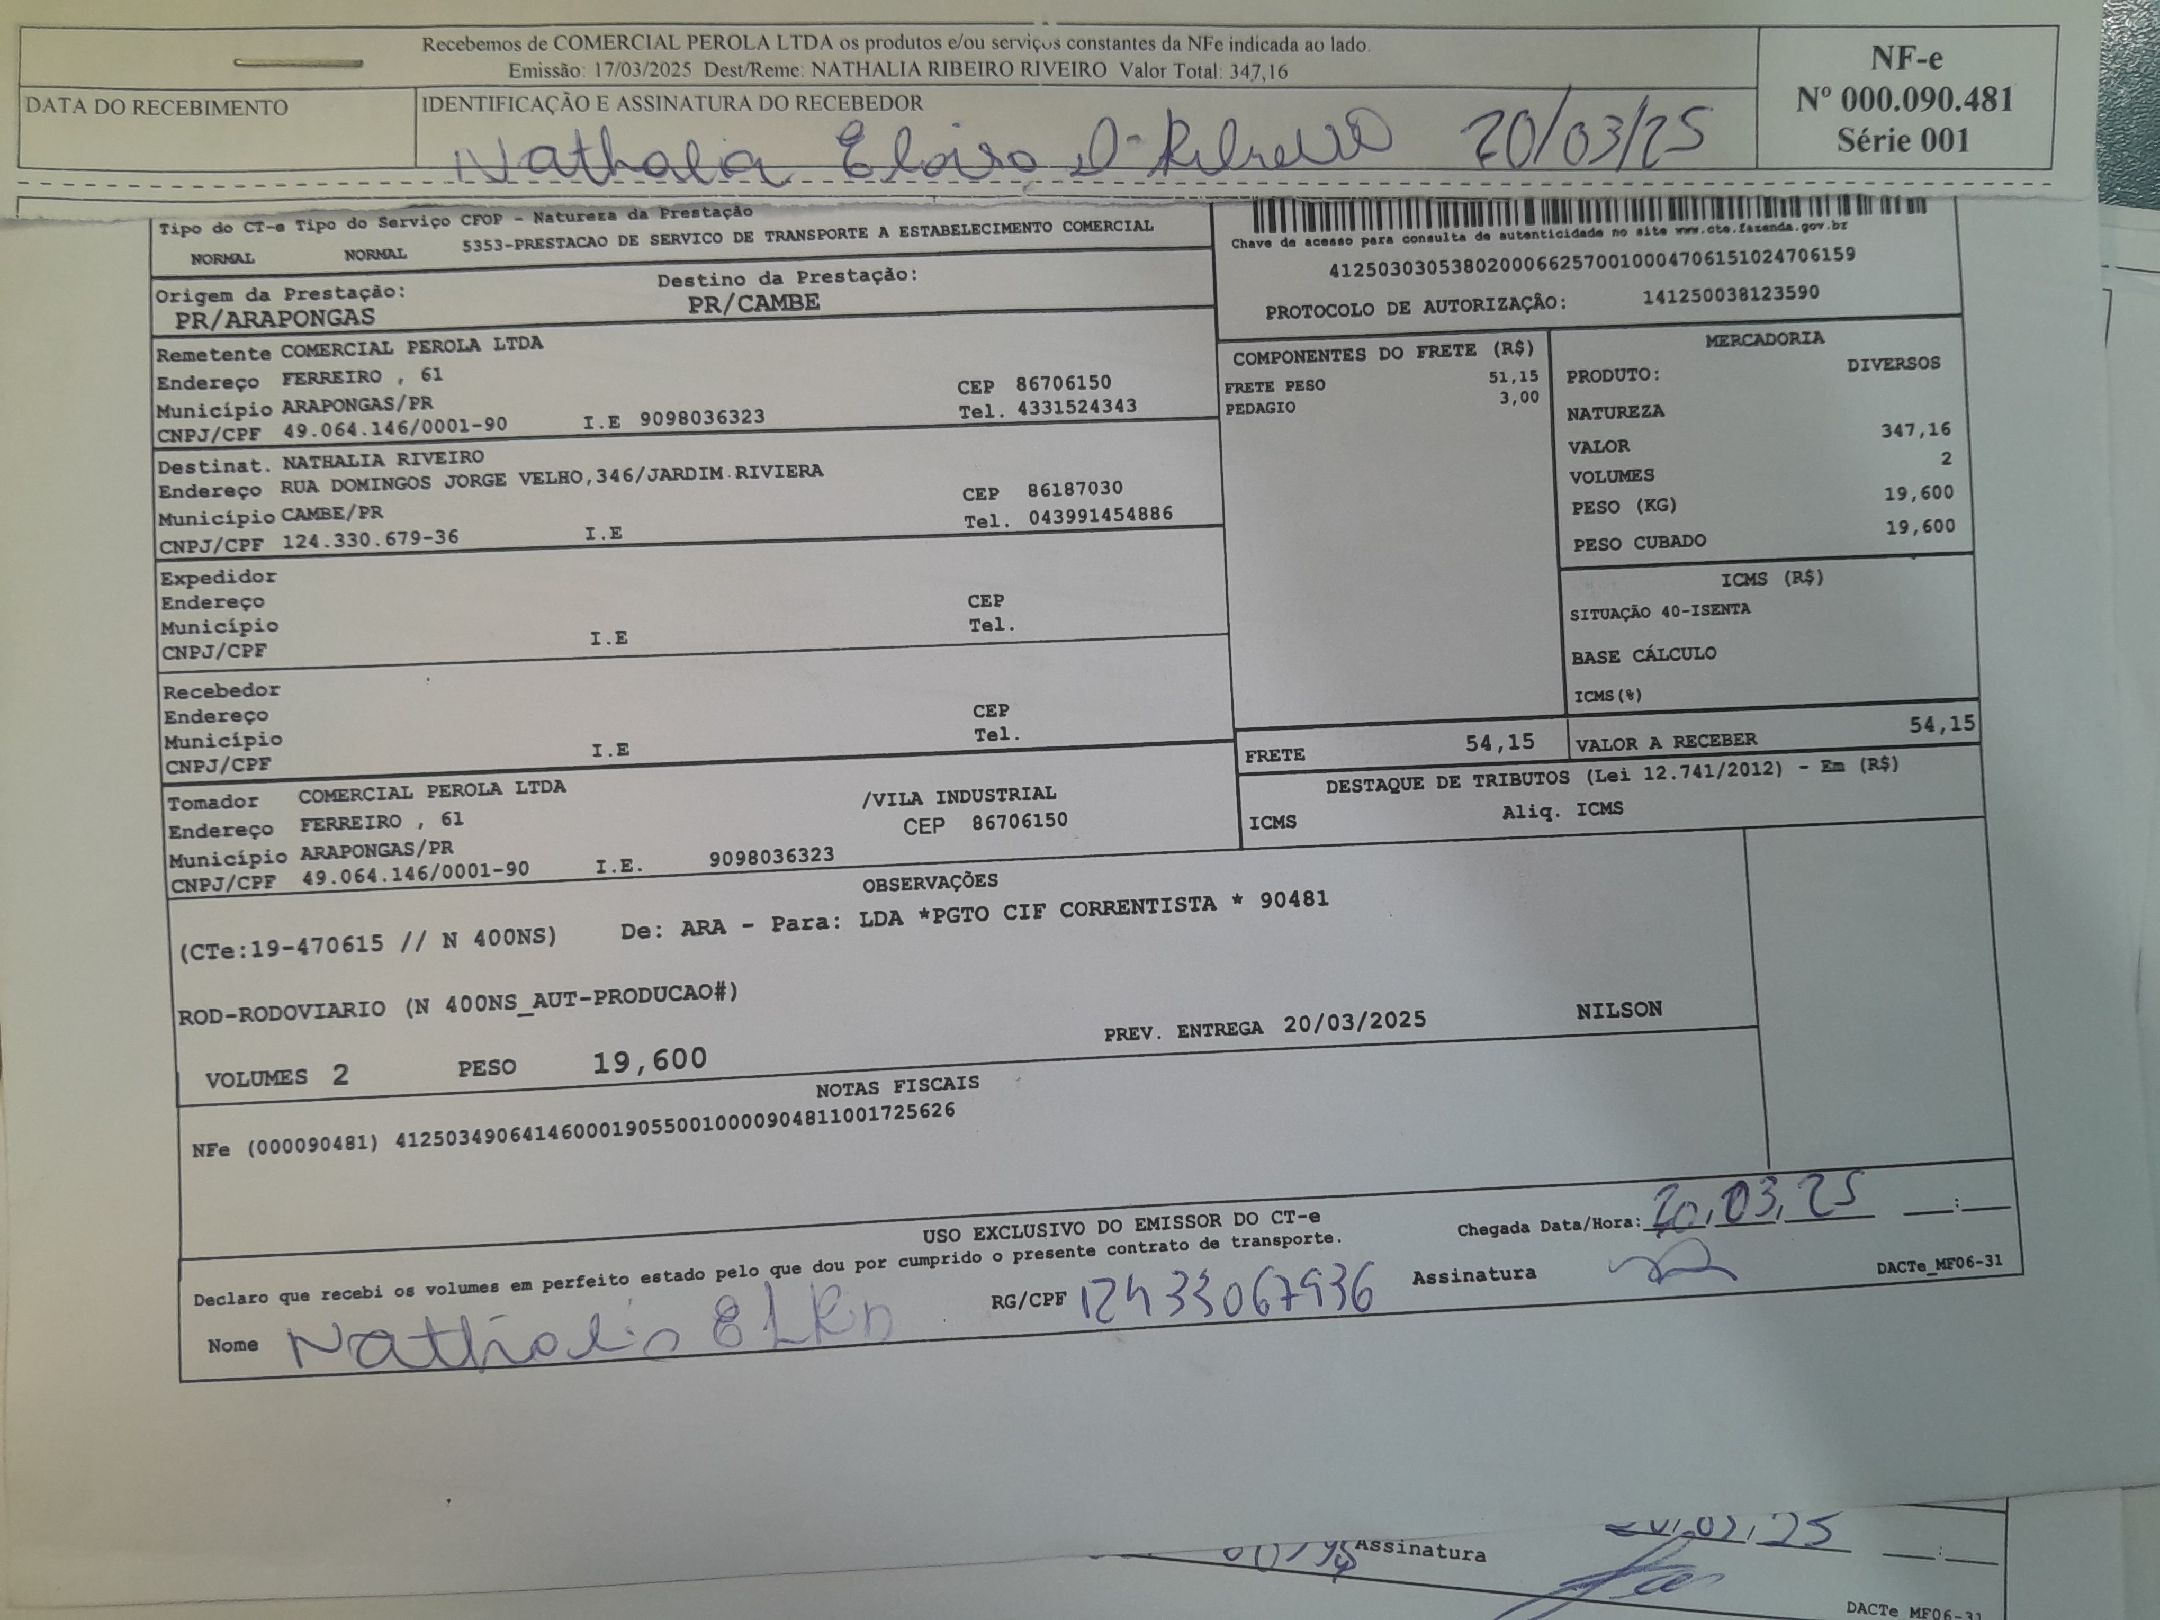 Recebemos de COMERCIAL PEROLA LTDA os produtos e/ou serviços constantes da NFe indicada ao lado.
Emissão: 17/03/2025 Dest/Reme: NATHALIA RIBEIRO RIVEIRO Valor Total: 347,16
NF-e
Nº 000.090.481
Série 001
DATA DO RECEBIMENTO
IDENTIFICAÇÃO E ASSINATURA DO RECEBEDOR
Nathalia 20/03/25
Tipo do CT-e Tipo do Serviço CFOP - Natureza da Prestação
NORMAL NORMAL 5353-PRESTACAO DE SERVICO DE TRANSPORTE A ESTABELECIMENTO COMERCIAL
Origem da Prestação: Destino da Prestação:
PR/ARAPONGAS PR/CAMBE
Chave de acesso para consulta de autenticidade no site www.cte.fazenda.gov.br
41250303053802000662570010004706151024706159
PROTOCOLO DE AUTORIZAÇÃO: 141250038123590
Remetente COMERCIAL PEROLA LTDA
Endereço FERREIRO , 61 CEP 86706150
Município ARAPONGAS/PR Tel. 4331524343
CNPJ/CPF 49.064.146/0001-90 I.E 9098036323
Destinat. NATHALIA RIVEIRO
Endereço RUA DOMINGOS JORGE VELHO,346/JARDIM RIVIERA CEP 86187030
Município CAMBE/PR Tel. 043991454886
CNPJ/CPF 124.330.679-36 I.E
Expedidor
Endereço CEP
Município Tel.
CNPJ/CPF I.E
Recebedor
Endereço CEP
Município Tel.
CNPJ/CPF I.E
Tomador COMERCIAL PEROLA LTDA /VILA INDUSTRIAL
Endereço FERREIRO , 61 CEP 86706150
Município ARAPONGAS/PR
CNPJ/CPF 49.064.146/0001-90 I.E. 9098036323
COMPONENTES DO FRETE (R$)
FRETE PESO 51,15
PEDAGIO 3,00
MERCADORIA
PRODUTO: DIVERSOS
NATUREZA
VALOR 347,16
VOLUMES 2
PESO (KG) 19,600
PESO CUBADO 19,600
ICMS (R$)
SITUAÇÃO 40-ISENTA
BASE CÁLCULO
ICMS(%)
FRETE 54,15 VALOR A RECEBER 54,15
DESTAQUE DE TRIBUTOS (Lei 12.741/2012) - Em (R$)
ICMS Aliq. ICMS
OBSERVAÇÕES
(CTe:19-470615 // N 400NS) De: ARA - Para: LDA *PGTO CIF CORRENTISTA * 90481
ROD-RODOVIARIO (N 400NS_AUT-PRODUCAO#)
VOLUMES 2 PESO 19,600 PREV. ENTREGA 20/03/2025 NILSON
NOTAS FISCAIS
NFe (000090481) 41250349064146000190550010000904811001725626
USO EXCLUSIVO DO EMISSOR DO CT-e
Declaro que recebi os volumes em perfeito estado pelo que dou por cumprido o presente contrato de transporte.
Chegada Data/Hora: 20,03,25 __:__
Nome RG/CPF 12433067936 Assinatura
DACTe_MF06-31
Assinatura
DACTe MF06-31